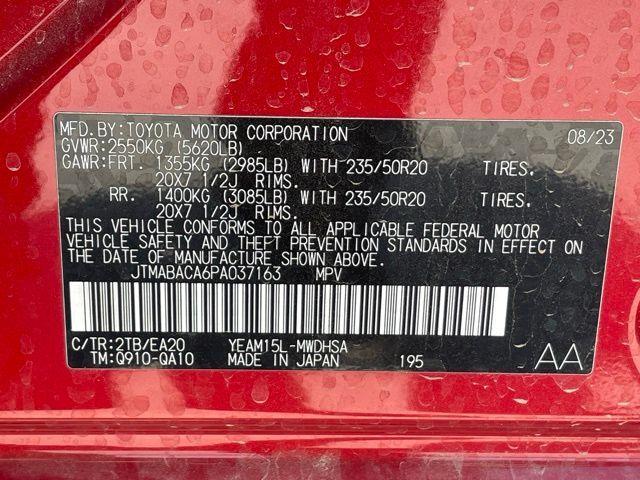 MFD.BY:TOYOTA MOTOR CORPORATION 08/23
GVWR:2550KG (5620LB)
GAWR:FRT. 1355KG (2985LB) WITH 235/50R20 TIRES.
20X7 1/2J RIMS.
RR. 1400KG (3085LB) WITH 235/50R20 TIRES.
20X7 1/2J RIMS.
THIS VEHICLE CONFORMS TO ALL APPLICABLE FEDERAL MOTOR
VEHICLE SAFETY AND THEFT PREVENTION STANDARDS IN EFFECT ON
THE DATE OF MANUFACTURE SHOWN ABOVE.
JTMABACA6PA037163 MPV
C/TR:2TB/EA20 YEAM15L-MWDHSA
TM:Q910-QA10 MADE IN JAPAN 195 AA